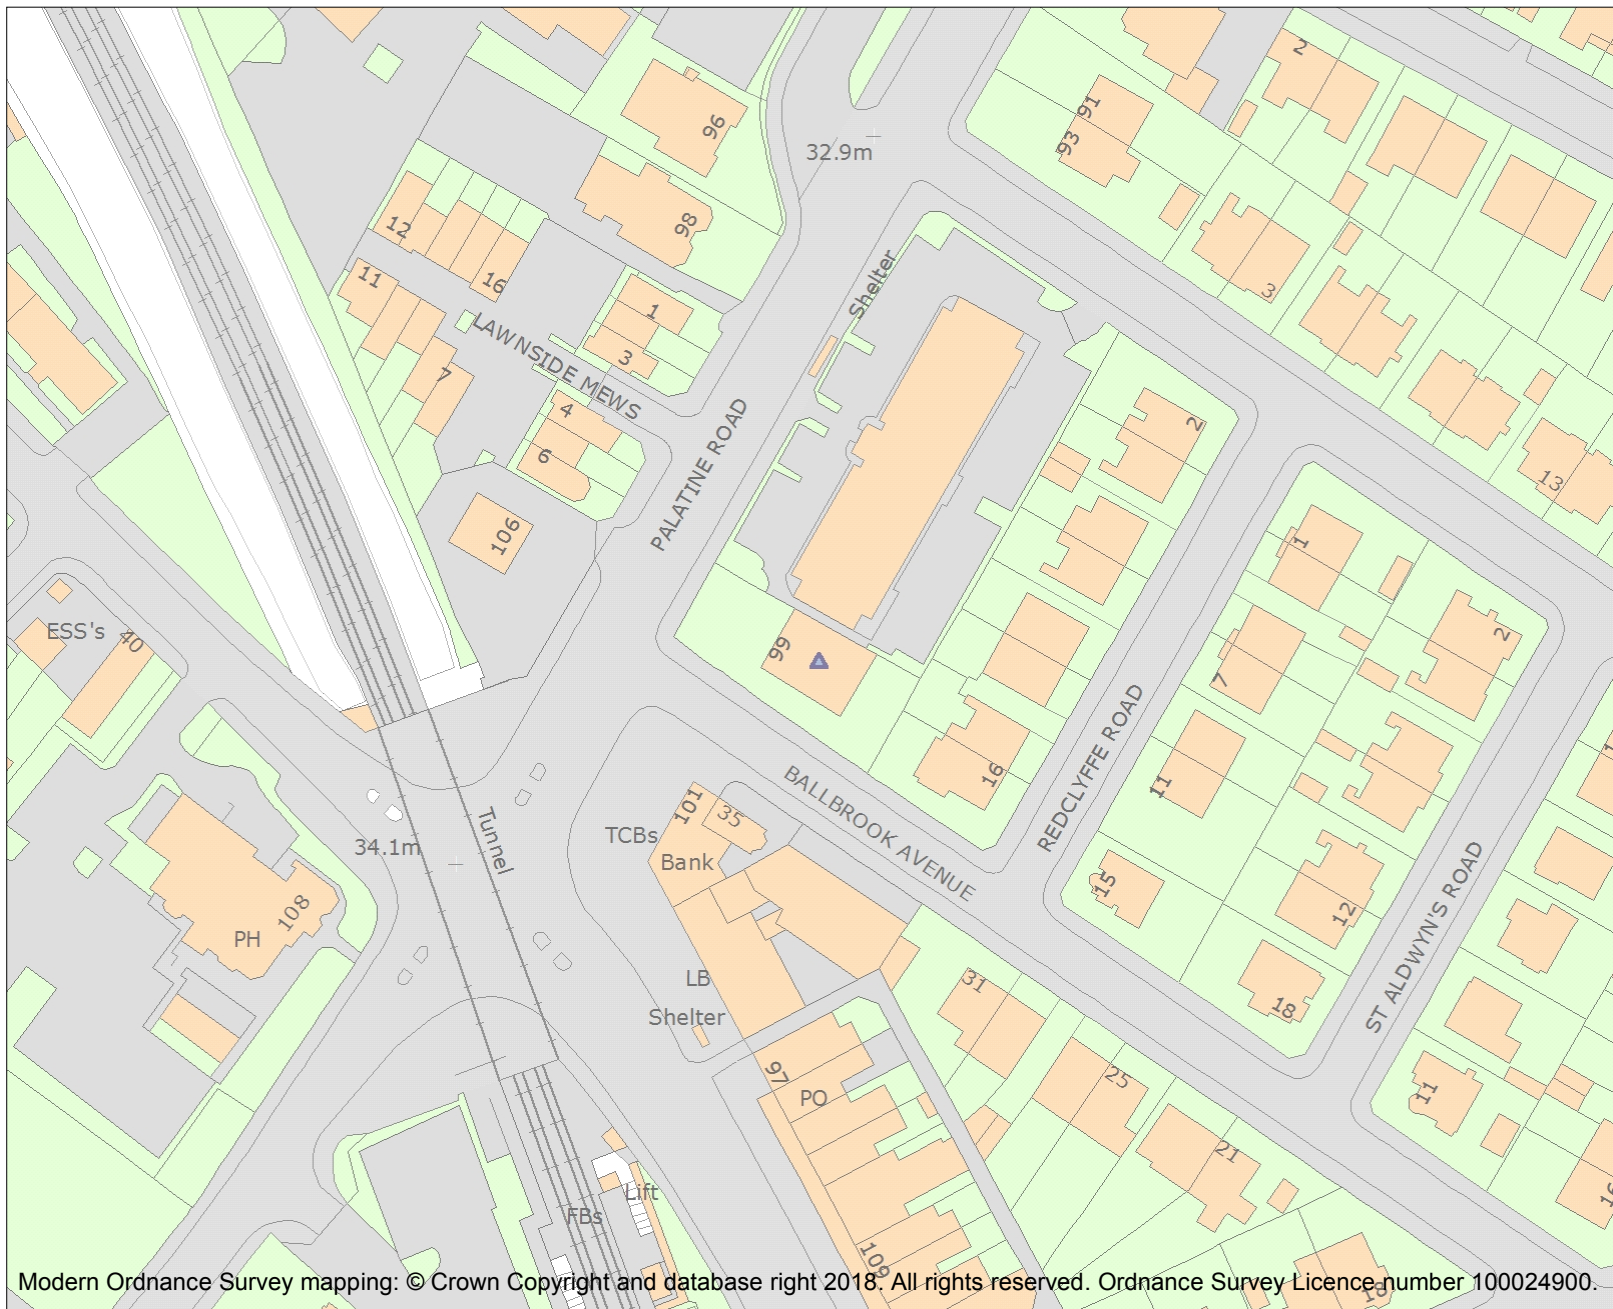 2
91
96
93
32.9m
98
12
11
16
Shelter
1
3
3
LAWNSIDE MEWS
7
4
6
2
PALATINE ROAD
13
106
1
ESS's
40
99
2
7
REDCLYFFE ROAD
16
11
BALLBROOK AVENUE
101
35
Tunnel
TCBs
34.1m
Bank
15
108
PH
12
ST ALDWYN'S ROAD
LB
31
18
Shelter
97
PO
25
11
21
Lift
FBs
16
109
18
Modern Ordnance Survey mapping: © Crown Copyright and database right 2018. All rights reserved. Ordnance Survey Licence number 100024900.